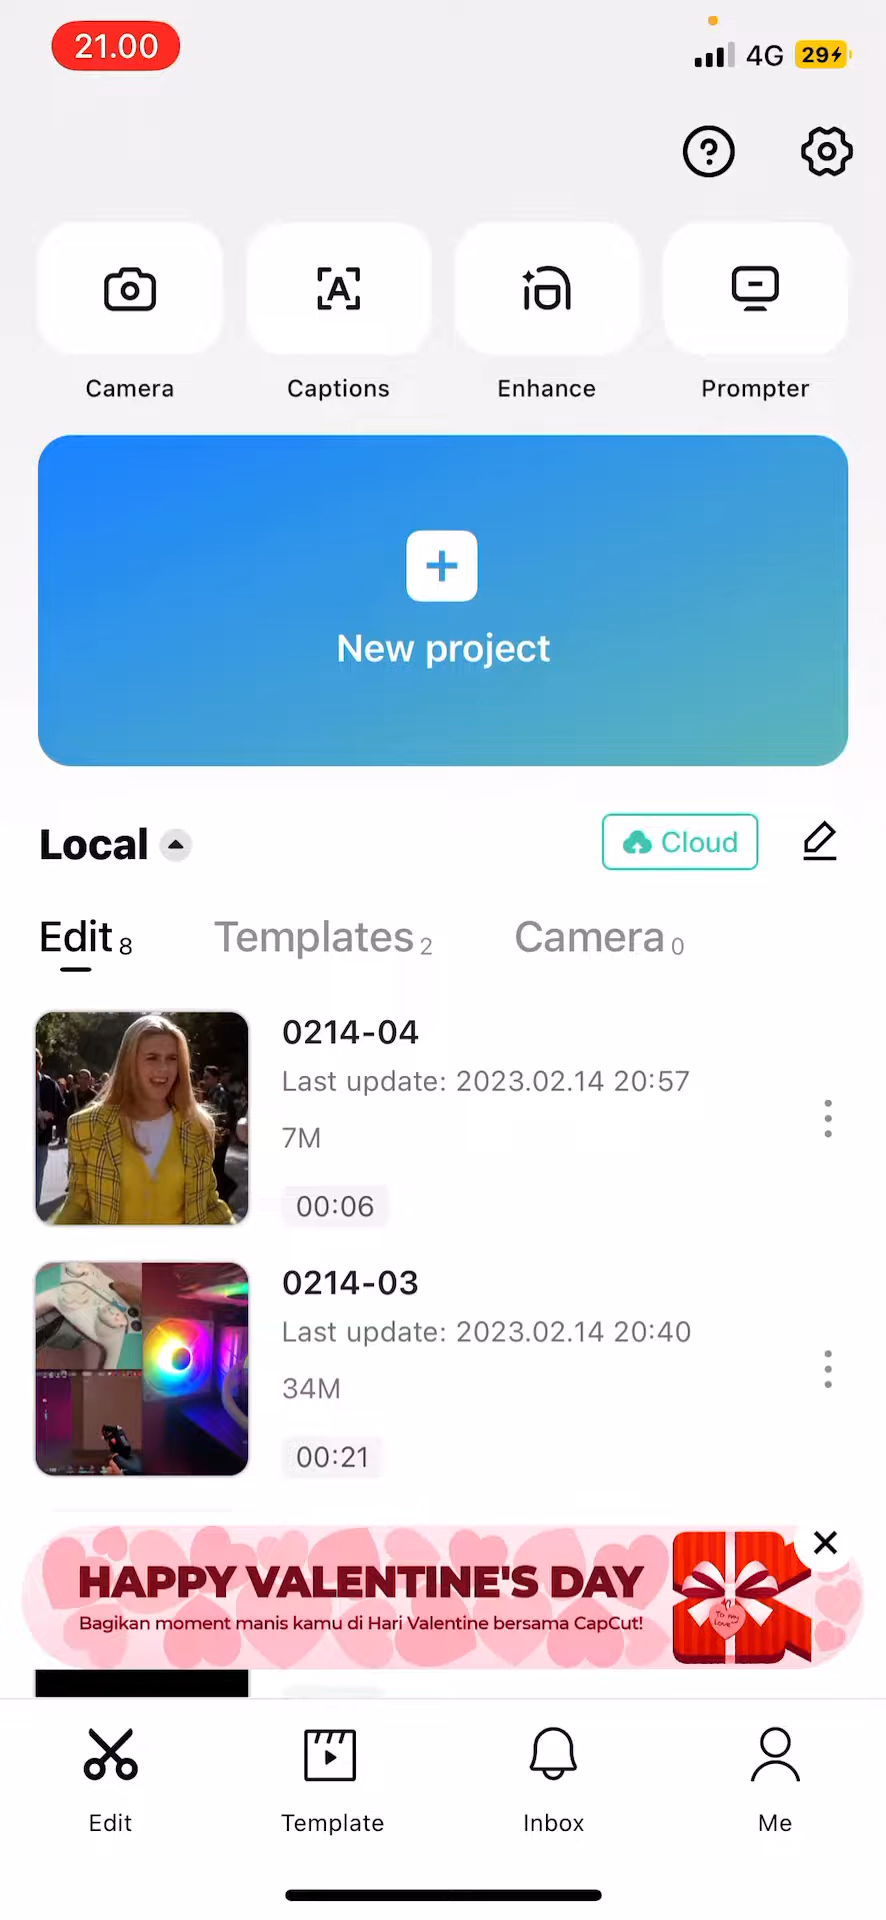 21.00
4G 29
Camera
Captions
Enhance
Prompter
New project
Local
Cloud
Edit 8
Templates 2
Camera 0
0214-04
Last update: 2023.02.14 20:57
7M
00:06
0214-03
Last update: 2023.02.14 20:40
34M
00:21
HAPPY VALENTINE'S DAY
Bagikan moment manis kamu di Hari Valentine bersama CapCut!
To my
Love
Edit
Template
Inbox
Me